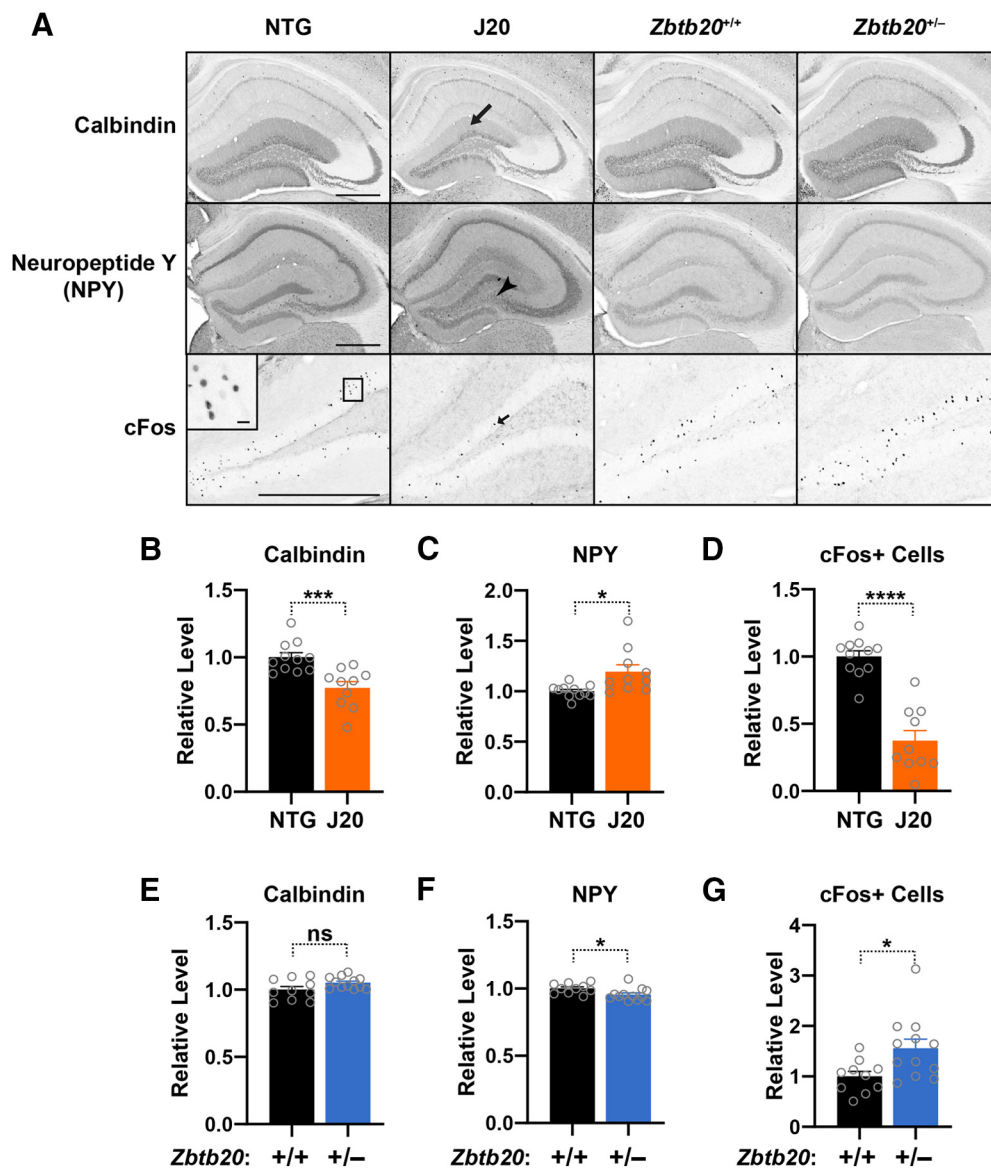 A
NTG J20 Zbtb20+/+ Zbtb20+/–
Calbindin
Neuropeptide Y
(NPY)
cFos
B Calbindin
***
Relative Level
1.5
1.0
0.5
0.0
NTG J20
C NPY
*
Relative Level
2.0
1.5
1.0
0.5
0.0
NTG J20
D cFos+ Cells
****
Relative Level
1.5
1.0
0.5
0.0
NTG J20
E Calbindin
ns
Relative Level
1.5
1.0
0.5
0.0
Zbtb20: +/+ +/–
F NPY
*
Relative Level
1.5
1.0
0.5
0.0
+/+ +/–
G cFos+ Cells
*
Relative Level
4
3
2
1
0
+/+ +/–